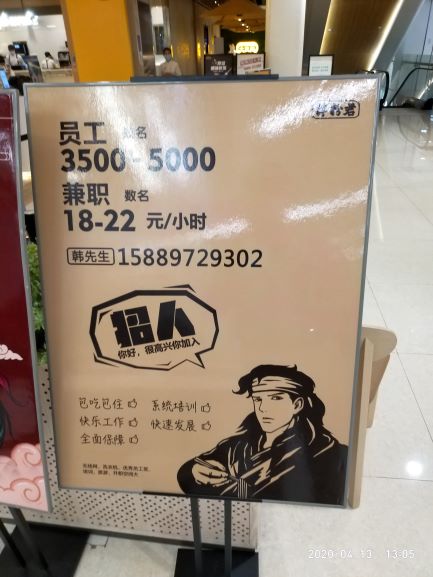 员工 数名
3500-5000
兼职 数名
18-22 元/小时
韩先生 15889729302
招人
你好，很高兴你加入
包吃包住 系统培训
快乐工作 快速发展
全面保障
2020-04-13 13:05